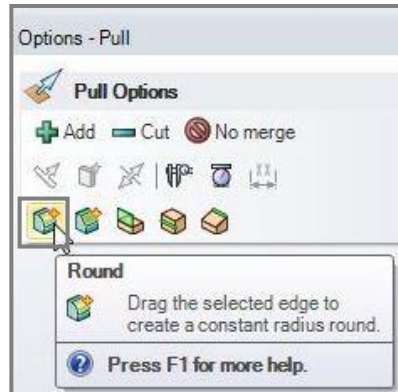 Options - Pull
Pull Options
Add Cut No merge
Round
Drag the selected edge to
create a constant radius round.
Press F1 for more help.